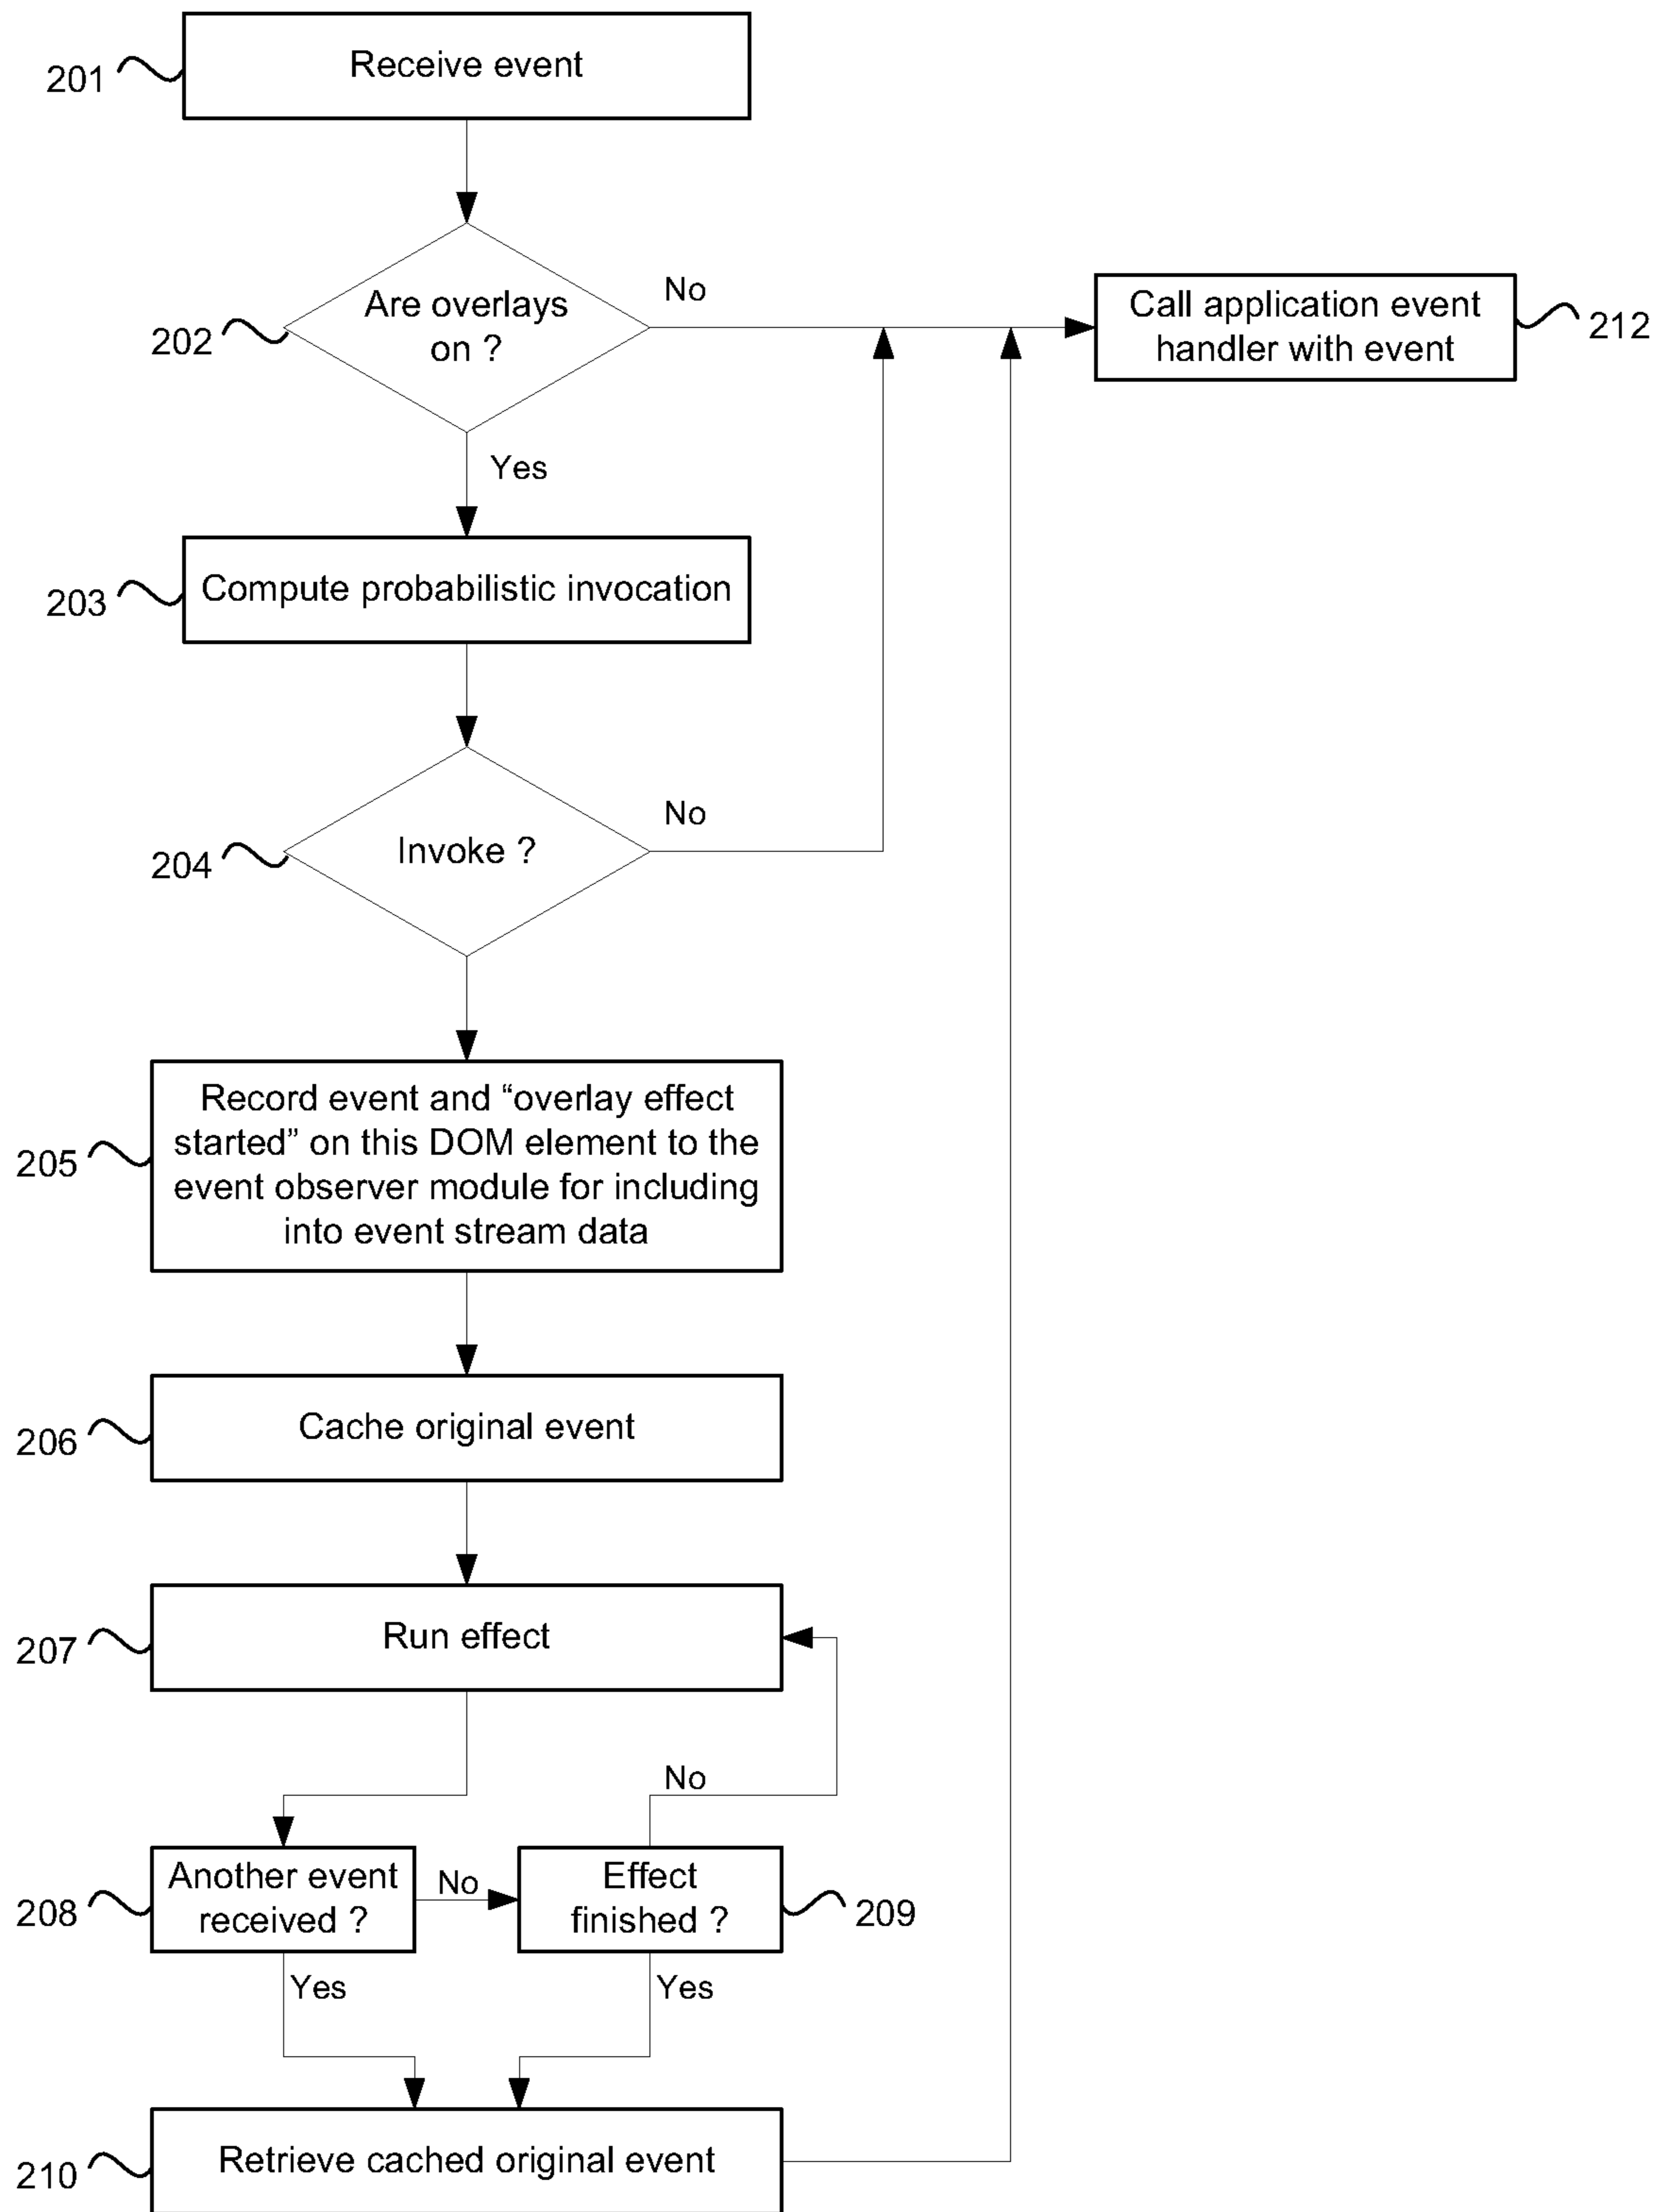 Receive event
201
Are overlays
on ?
No
202
Call application event
handler with event
212
Yes
Compute probabilistic invocation
203
Invoke ?
No
204
Record event and “overlay effect
started” on this DOM element to the
event observer module for including
into event stream data
205
Cache original event
206
Run effect
207
No
Another event
received ?
No
Effect
finished ?
208
209
Yes
Yes
Retrieve cached original event
210